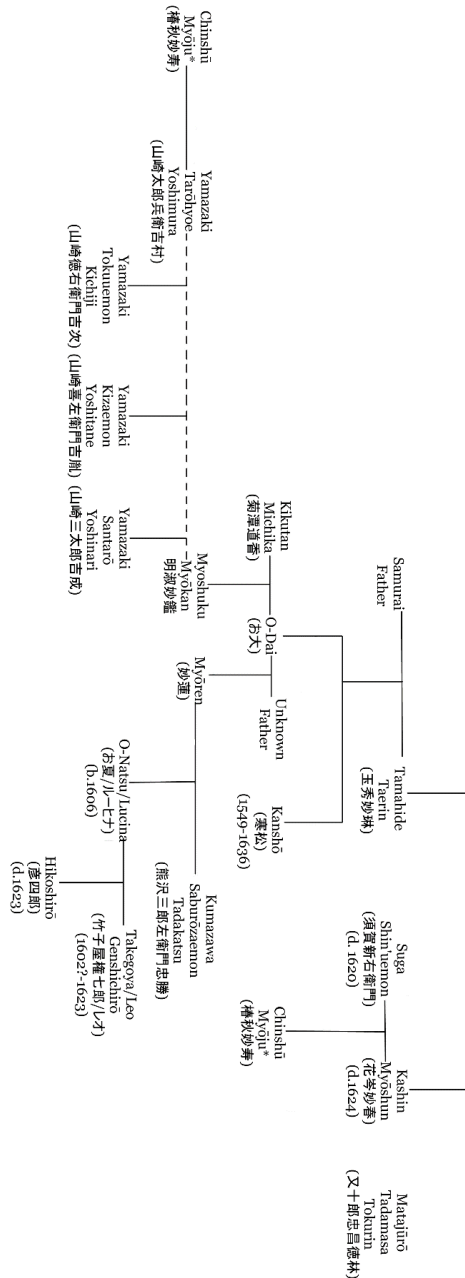 Samurai
Father
Tamahide
Taerin
(玉秀妙琳)
Suga
Shin'uemon
(須賀新右衛門)
(d. 1620)
Kashin
Myōshun
(花岑妙春)
(d.1624)
Matajūrō
Tadamasa
Tokurin
(又十郎忠昌徳林)
Kikutan
Michika
(菊潭道香)
O-Dai
(お大)
Unknown
Father
Kanshō
(寒松)
(1549-1636)
Chinshū
Myōju*
(椿秋妙寿)
Chinshū
Myōju*
(椿秋妙寿)
Yamazaki
Tarōhyoe
Yoshimura
(山崎太郎兵衛吉村)
Myoshuku
Myōkan
明淑妙鑑
Myōren
(妙蓮)
Kumazawa
Saburōzaemon
Tadakatsu
(熊沢三郎左衛門忠勝)
Yamazaki
Tokuuemon
Kichiji
(山崎徳右衛門吉次)
Yamazaki
Kizaemon
Yoshitane
(山崎喜左衛門吉胤)
Yamazaki
Santarō
Yoshinari
(山崎三太郎吉成)
O-Natsu/Lucina
(お夏/ルーヒナ)
(b.1606)
Takegoya/Leo
Genshichirō
(竹子屋権七郎/レオ)
(1602?-1623)
Hikoshirō
(彦四郎)
(d.1623)